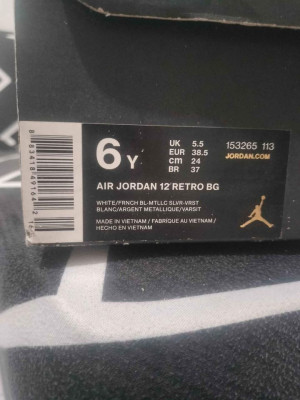 6Y
UK 5.5
EUR 38.5
cm 24
BR 37
153265 113
JORDAN.COM
AIR JORDAN 12 RETRO BG
WHITE/FRNCH BL-MTLLC SLVR-VRST
BLANC/ARGENT METALLIQUE/VARSIT
MADE IN VIETNAM / FABRIQUÉ AU VIETNAM /
HECHO EN VIETNAM